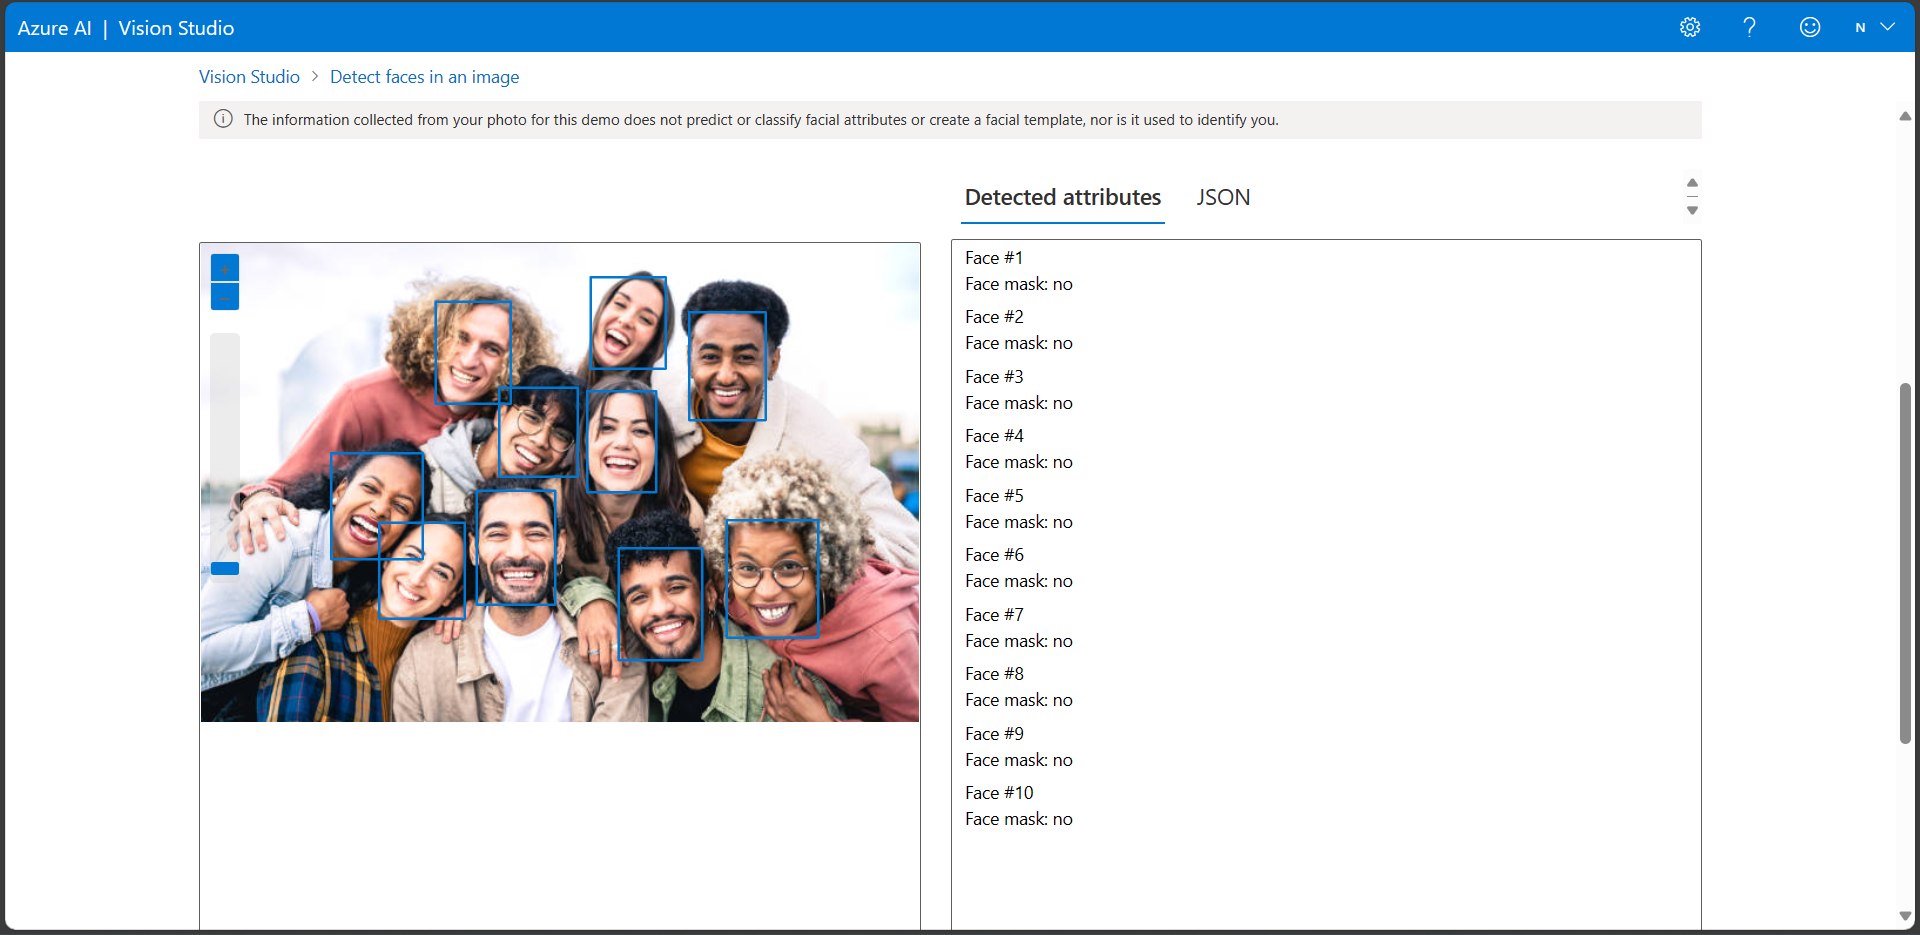 Azure AI | Vision Studio
N
Vision Studio > Detect faces in an image
The information collected from your photo for this demo does not predict or classify facial attributes or create a facial template, nor is it used to identify you.
Detected attributes JSON
Face #1
Face mask: no
Face #2
Face mask: no
Face #3
Face mask: no
Face #4
Face mask: no
Face #5
Face mask: no
Face #6
Face mask: no
Face #7
Face mask: no
Face #8
Face mask: no
Face #9
Face mask: no
Face #10
Face mask: no